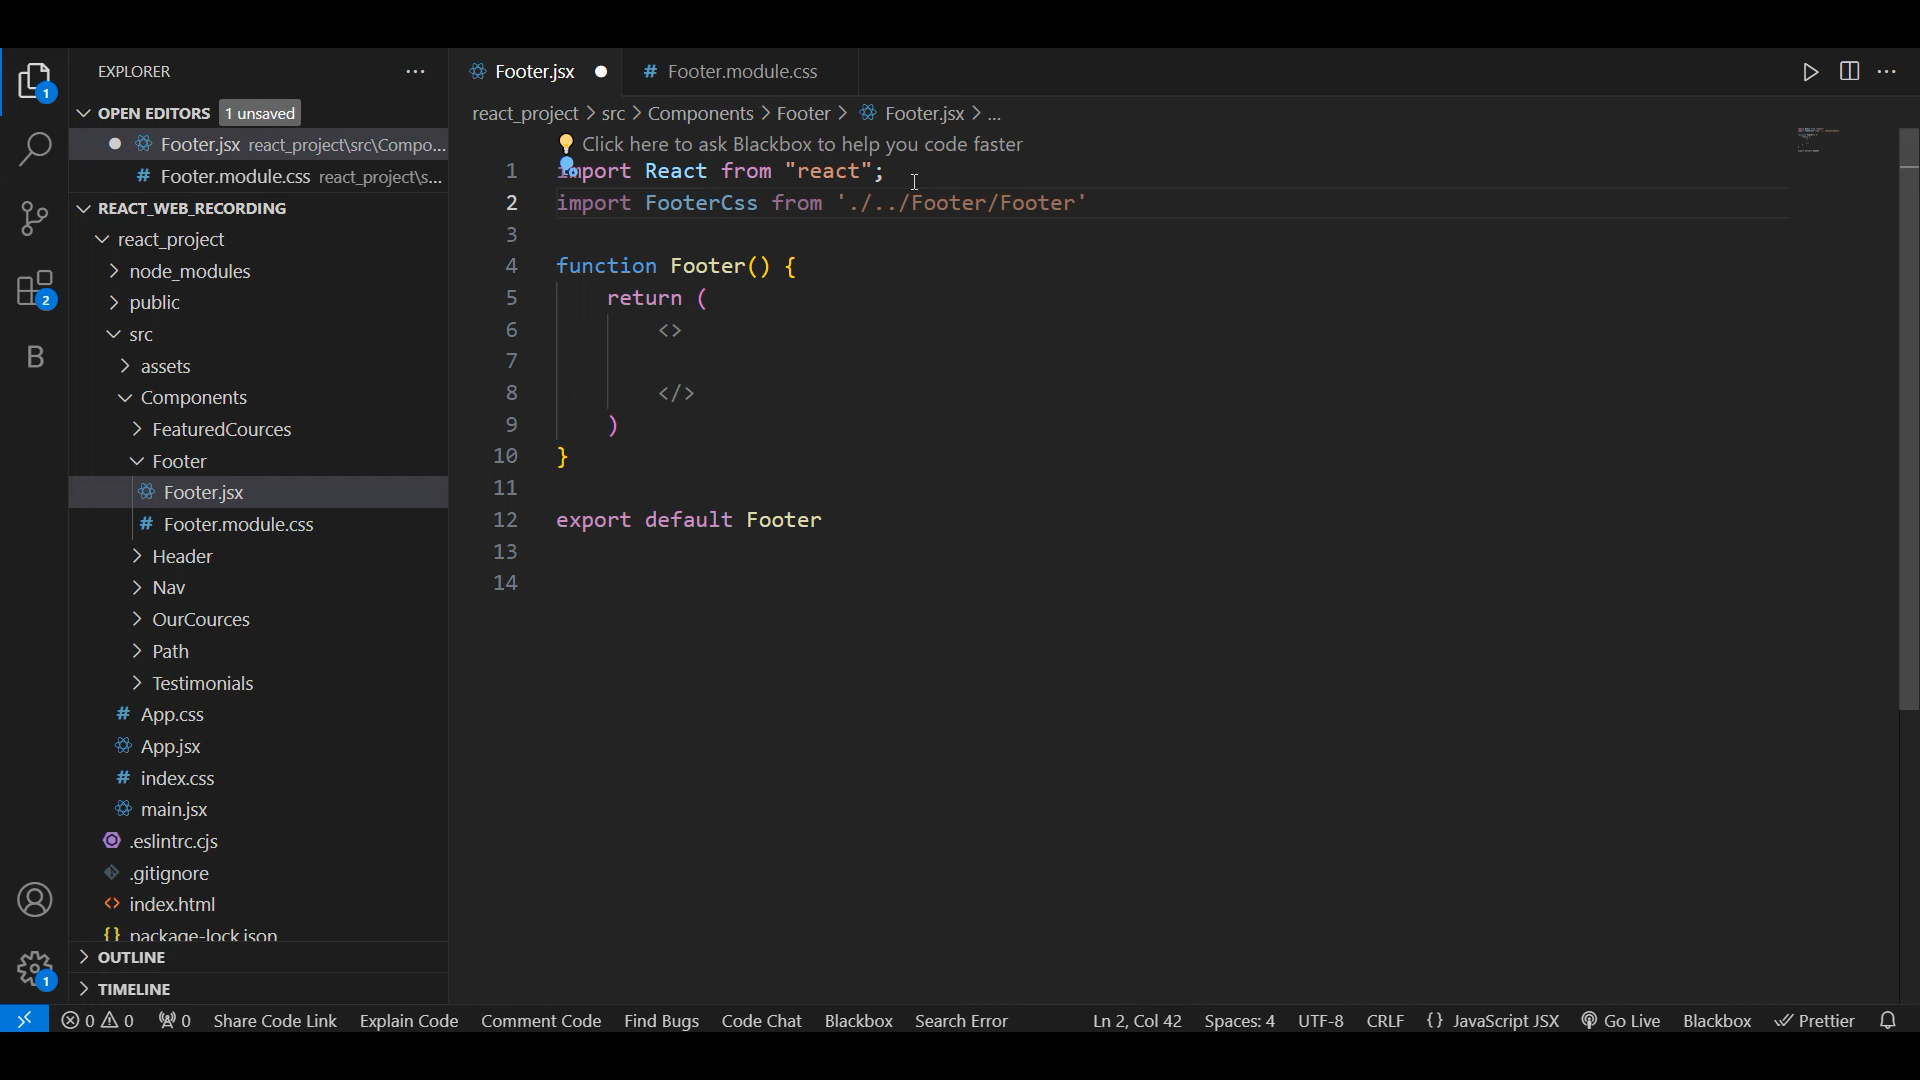 EXPLORER
OPEN EDITORS 1 unsaved
Footer.jsx react_project\src\Compo...
Footer.module.css react_project\s...
REACT_WEB_RECORDING
react_project
node_modules
public
src
assets
Components
FeaturedCources
Footer
Footer.jsx
Footer.module.css
Header
Nav
OurCources
Path
Testimonials
App.css
App.jsx
index.css
main.jsx
.eslintrc.cjs
.gitignore
index.html
package-lock.json
OUTLINE
TIMELINE
1
2
B
1
Footer.jsx
Footer.module.css
react_project > src > Components > Footer > Footer.jsx > ...
Click here to ask Blackbox to help you code faster
1 import React from "react";
2 import FooterCss from './../Footer/Footer'
3
4 function Footer() {
5 return (
6 <>
7
8 </>
9 )
10 }
11
12 export default Footer
13
14
0 0 0 Share Code Link Explain Code Comment Code Find Bugs Code Chat Blackbox Search Error Ln 2, Col 42 Spaces: 4 UTF-8 CRLF {} JavaScript JSX Go Live Blackbox Prettier